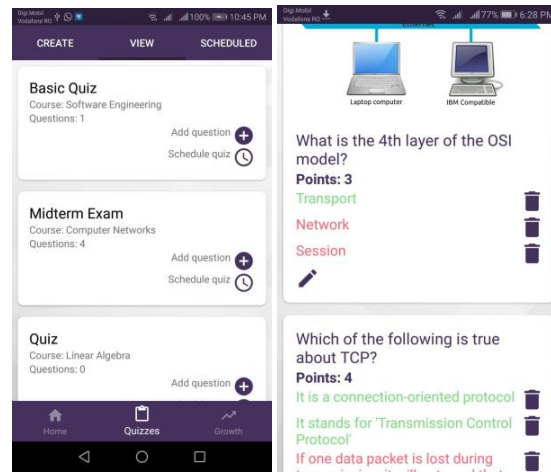 Digi.Mobil
Vodafone RO
100%
10:45 PM
CREATE
VIEW
SCHEDULED
Basic Quiz
Course: Software Engineering
Questions: 1
Add question
Schedule quiz
Midterm Exam
Course: Computer Networks
Questions: 4
Add question
Schedule quiz
Quiz
Course: Linear Algebra
Questions: 0
Add question
Home
Quizzes
Growth
Digi.Mobil
Vodafone RO
77%
6:28 PM
Ethernet
Laptop computer
IBM Compatible
What is the 4th layer of the OSI
model?
Points: 3
Transport
Network
Session
Which of the following is true
about TCP?
Points: 4
It is a connection-oriented protocol
It stands for 'Transmission Control
Protocol'
If one data packet is lost during